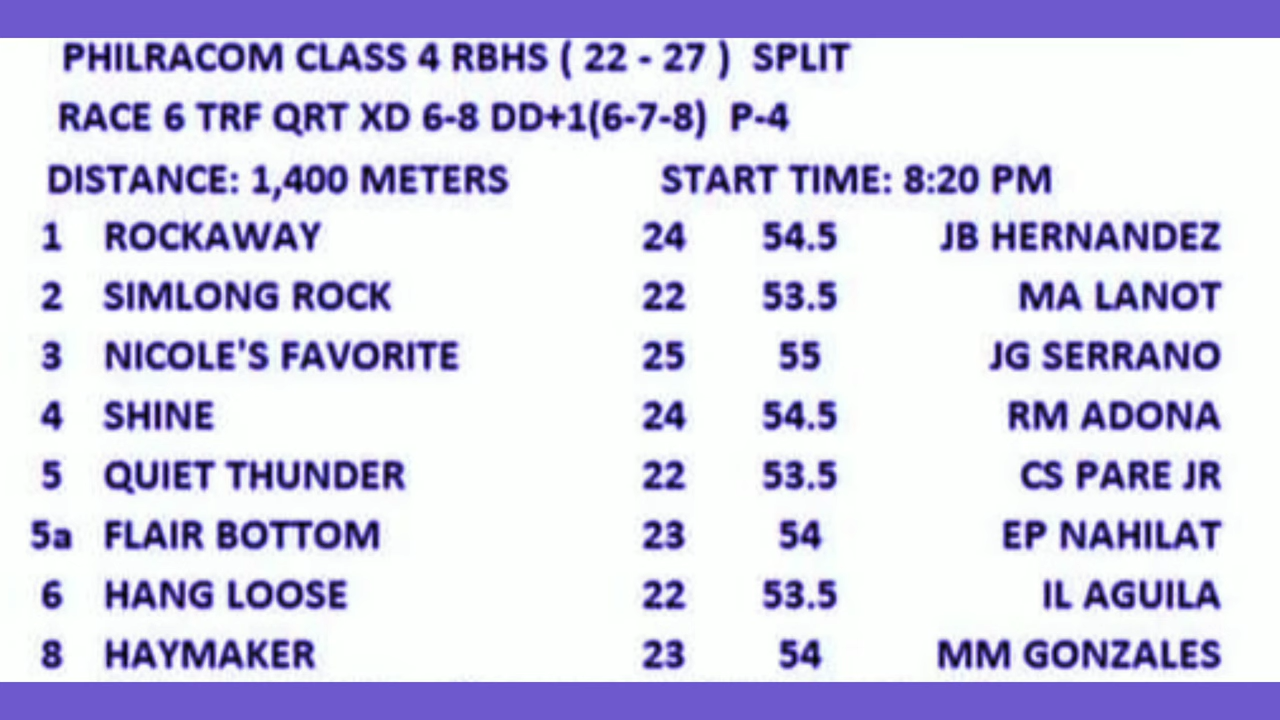 PHILRACOM CLASS 4 RBHS ( 22 - 27 ) SPLIT
RACE 6 TRF QRT XD 6-8 DD+1(6-7-8) P-4
DISTANCE: 1,400 METERS START TIME: 8:20 PM
1 ROCKAWAY 24 54.5 JB HERNANDEZ
2 SIMLONG ROCK 22 53.5 MA LANOT
3 NICOLE'S FAVORITE 25 55 JG SERRANO
4 SHINE 24 54.5 RM ADONA
5 QUIET THUNDER 22 53.5 CS PARE JR
5a FLAIR BOTTOM 23 54 EP NAHILAT
6 HANG LOOSE 22 53.5 IL AGUILA
8 HAYMAKER 23 54 MM GONZALES